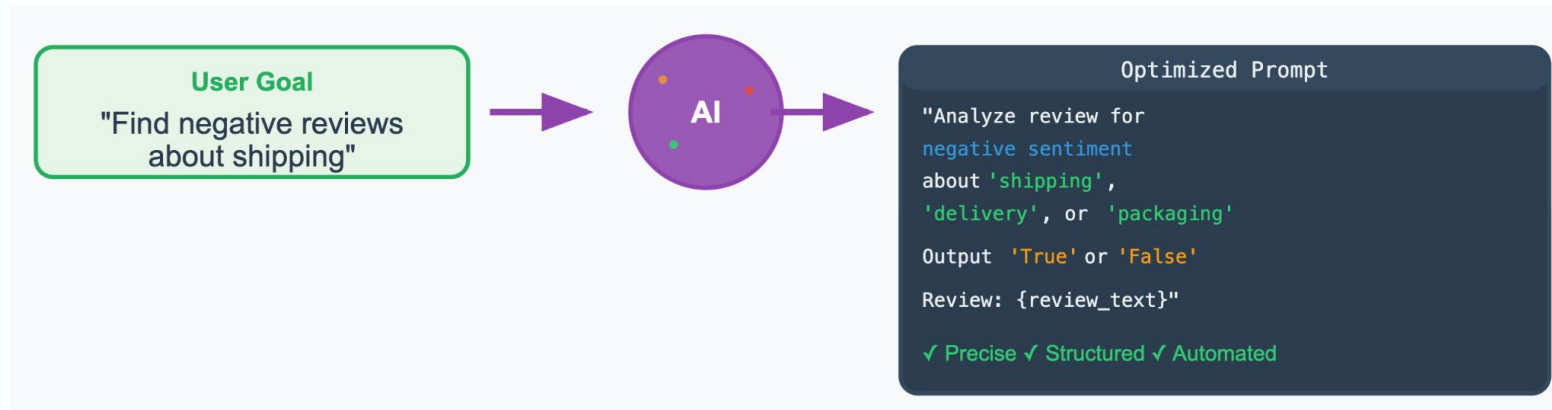 User Goal
"Find negative reviews
about shipping"
AI
Optimized Prompt
"Analyze review for
negative sentiment
about 'shipping',
'delivery', or 'packaging'
Output 'True' or 'False'
Review: {review_text}"
✓ Precise ✓ Structured ✓ Automated